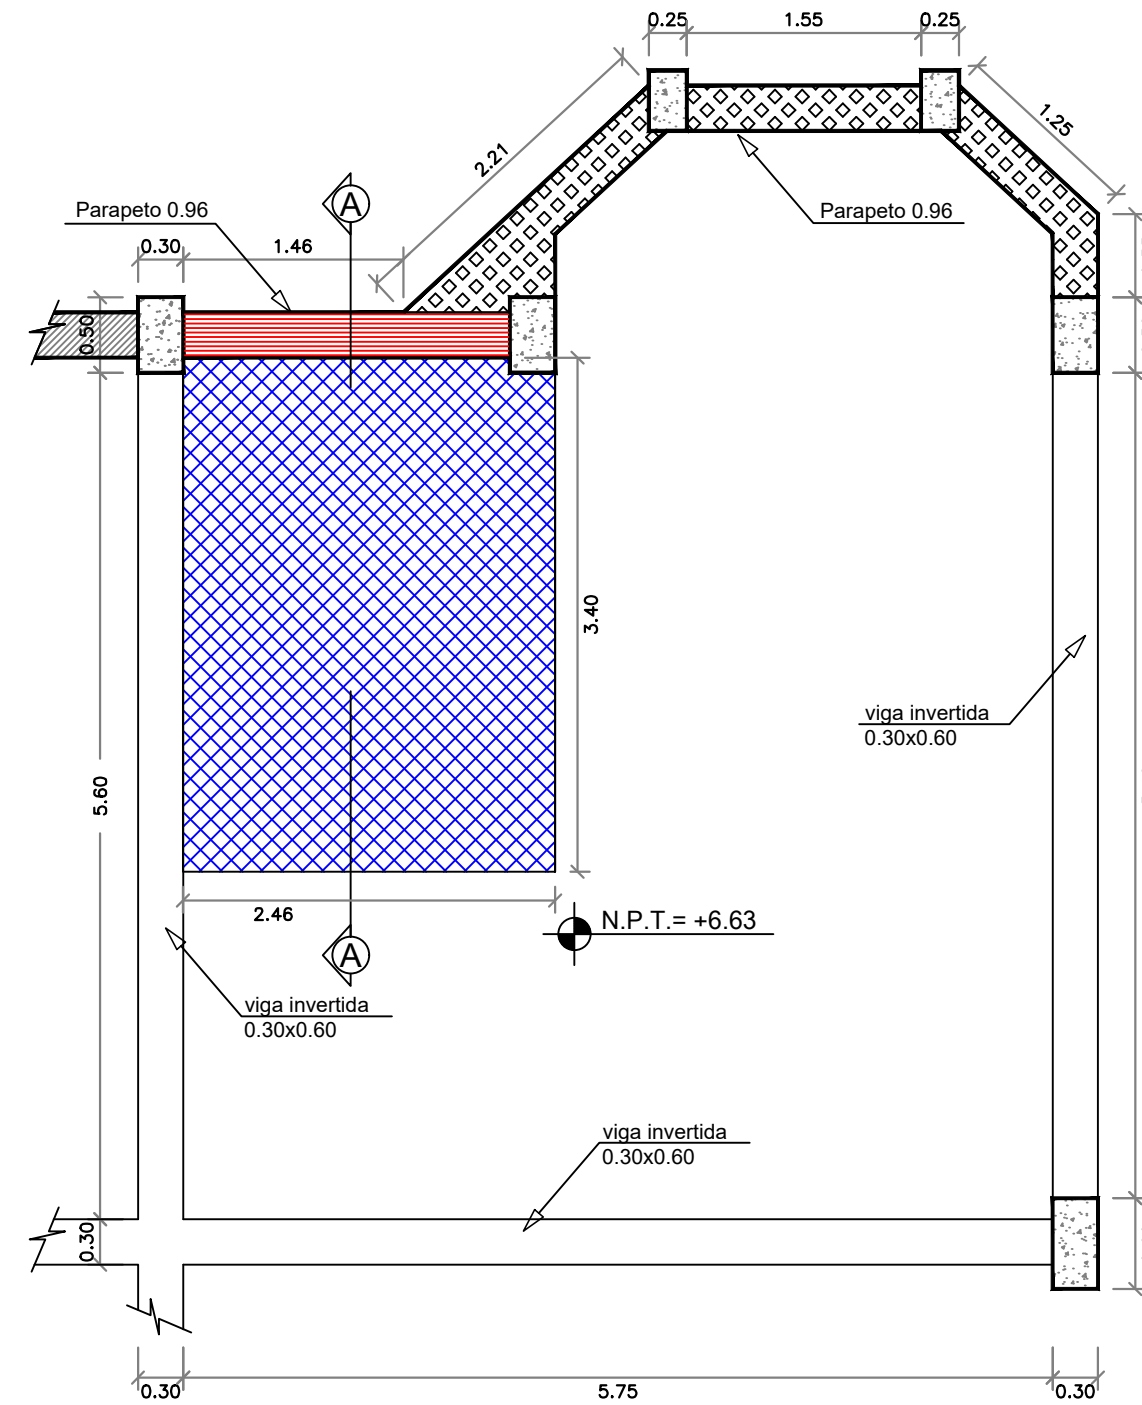 0.25
1.55
0.25
2.21
1.25
A
Parapeto 0.96
Parapeto 0.96
0.30
1.46
0.50
3.40
viga invertida
0.30x0.60
5.60
2.46
N.P.T.= +6.63
A
viga invertida
0.30x0.60
viga invertida
0.30x0.60
0.30
0.30
5.75
0.30